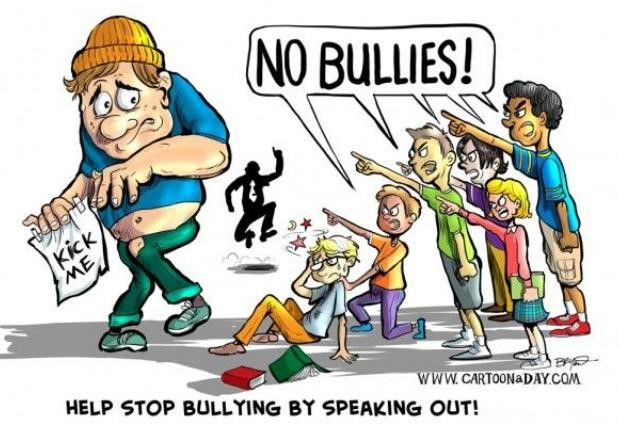 NO BULLIES!
KICK
ME
WWW.CARTOONADAY.COM
HELP STOP BULLYING BY SPEAKING OUT!